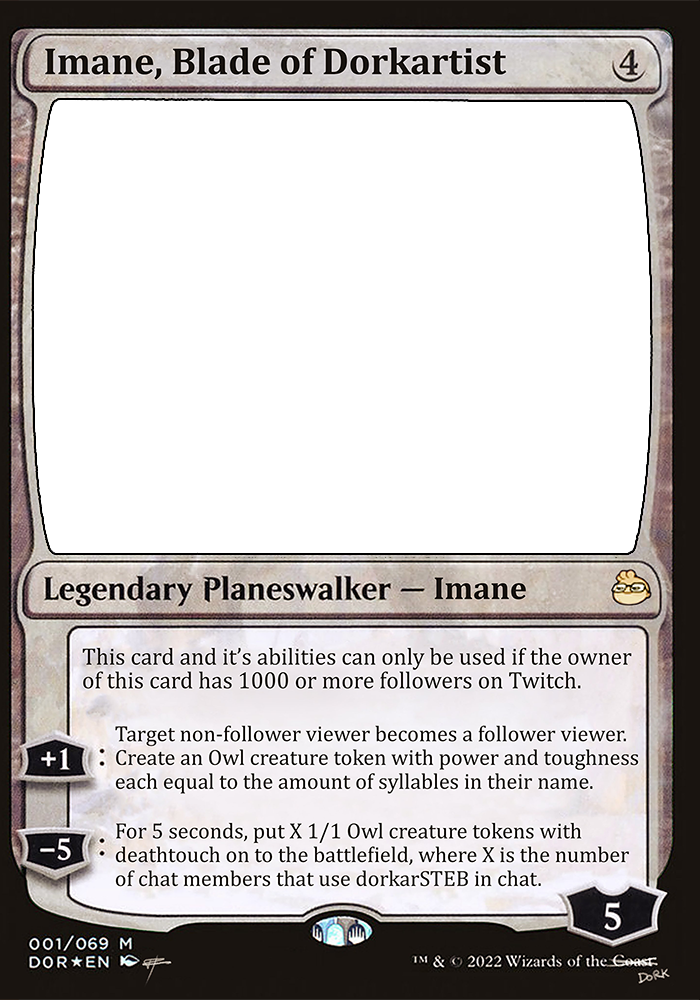 Imane, Blade of Dorkartist 4
Legendary Planeswalker — Imane
This card and it's abilities can only be used if the owner
of this card has 1000 or more followers on Twitch.
+1 : Target non-follower viewer becomes a follower viewer.
Create an Owl creature token with power and toughness
each equal to the amount of syllables in their name.
−5 : For 5 seconds, put X 1/1 Owl creature tokens with
deathtouch on to the battlefield, where X is the number
of chat members that use dorkarSTEB in chat.
5
001/069 M
DOR★EN
™ & © 2022 Wizards of the Coast
DORK